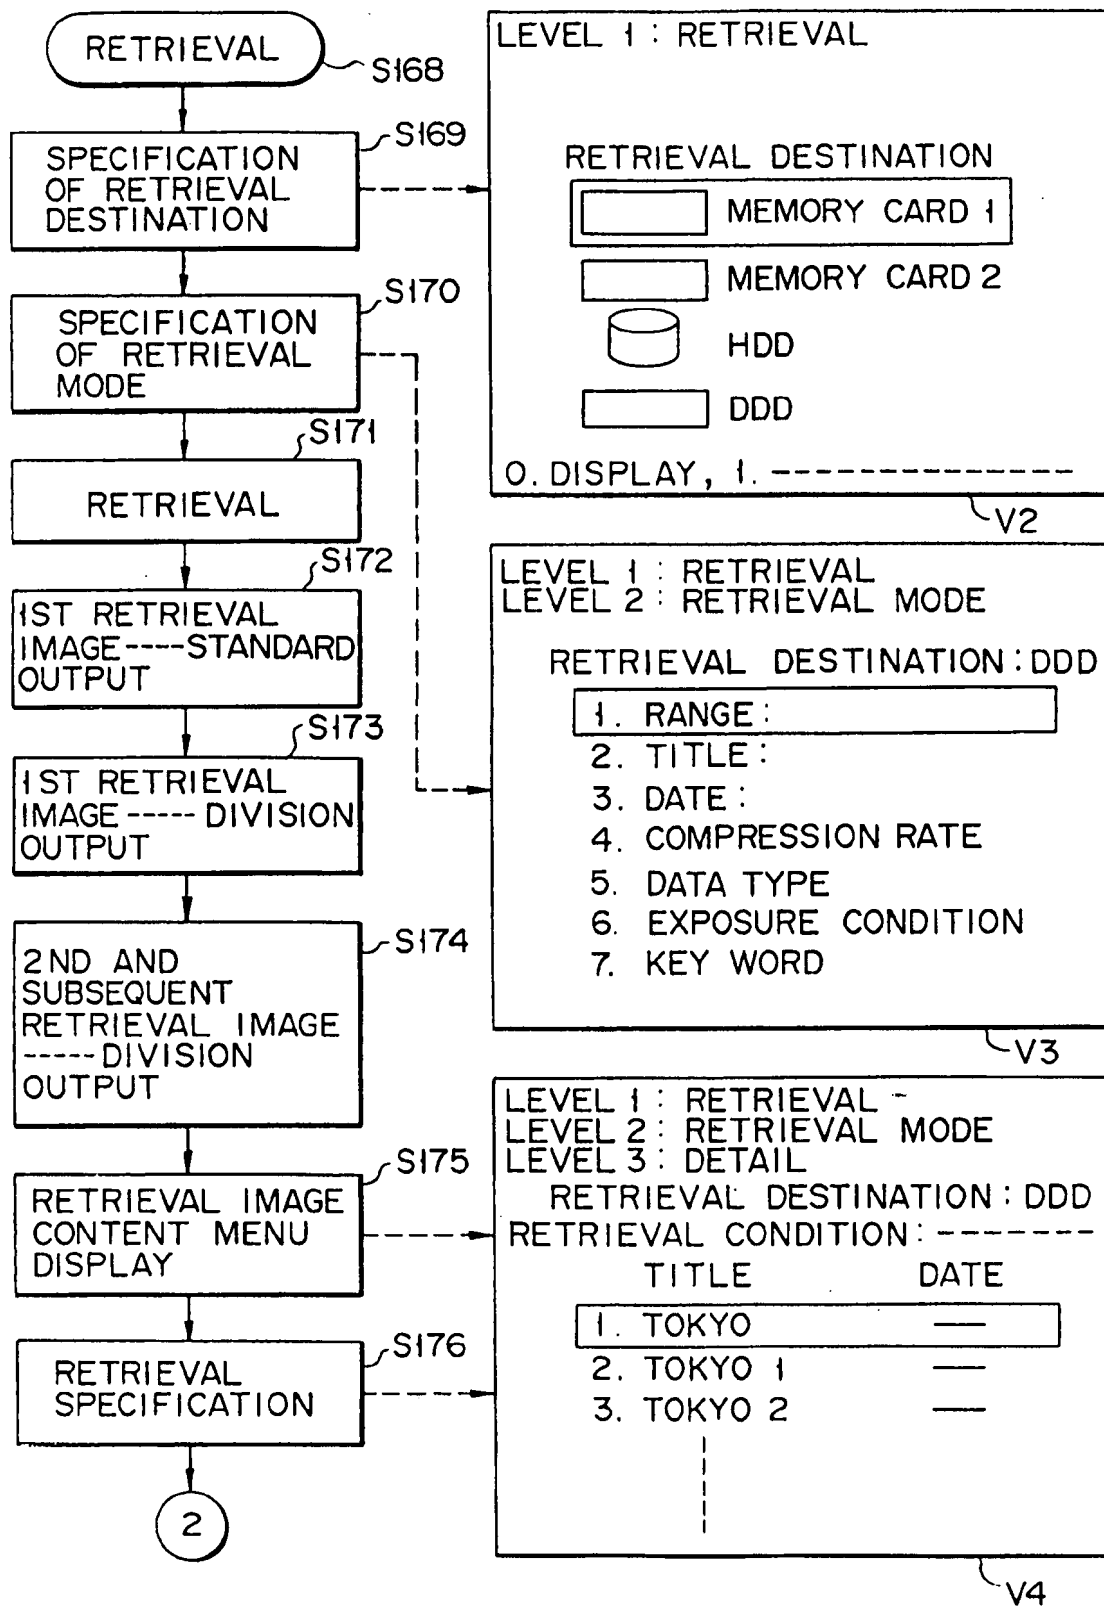 RETRIEVAL
S168
S169
SPECIFICATION
OF RETRIEVAL
DESTINATION
S170
SPECIFICATION
OF RETRIEVAL
MODE
S171
RETRIEVAL
S172
1ST RETRIEVAL
IMAGE----STANDARD
OUTPUT
S173
1ST RETRIEVAL
IMAGE-----DIVISION
OUTPUT
S174
2ND AND
SUBSEQUENT
RETRIEVAL IMAGE
-----DIVISION
OUTPUT
S175
RETRIEVAL IMAGE
CONTENT MENU
DISPLAY
S176
RETRIEVAL
SPECIFICATION
2
LEVEL 1 : RETRIEVAL
RETRIEVAL DESTINATION
MEMORY CARD 1
MEMORY CARD 2
HDD
DDD
0. DISPLAY, 1. --------------
V2
LEVEL 1 : RETRIEVAL
LEVEL 2 : RETRIEVAL MODE
RETRIEVAL DESTINATION : DDD
1. RANGE :
2. TITLE :
3. DATE :
4. COMPRESSION RATE
5. DATA TYPE
6. EXPOSURE CONDITION
7. KEY WORD
V3
LEVEL 1 : RETRIEVAL
LEVEL 2 : RETRIEVAL MODE
LEVEL 3 : DETAIL
RETRIEVAL DESTINATION : DDD
RETRIEVAL CONDITION : -------
TITLE DATE
1. TOKYO —
2. TOKYO 1 —
3. TOKYO 2 —
V4